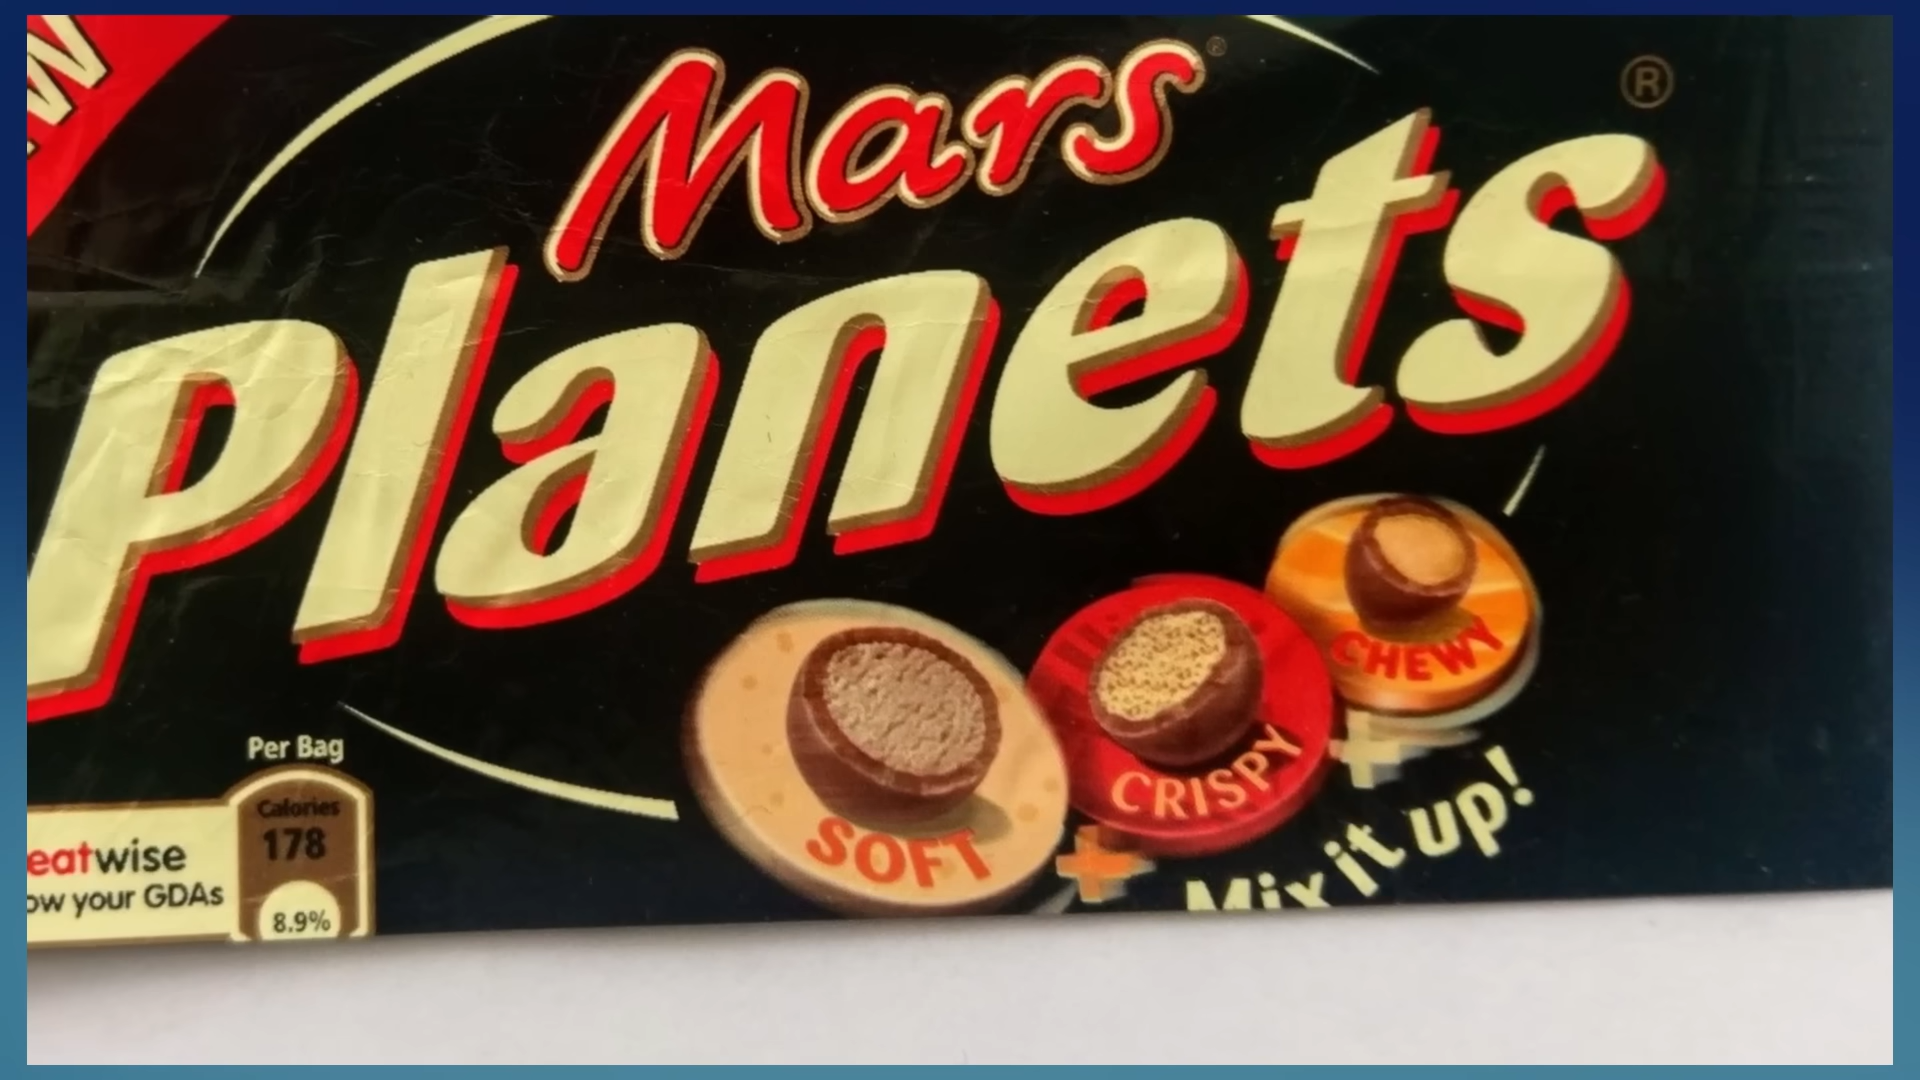 Mars®
®
Planets
Per Bag
Calories
178
8.9%
eatwise
ow your GDAs
SOFT
CRISPY
CHEWY
Mix it up!